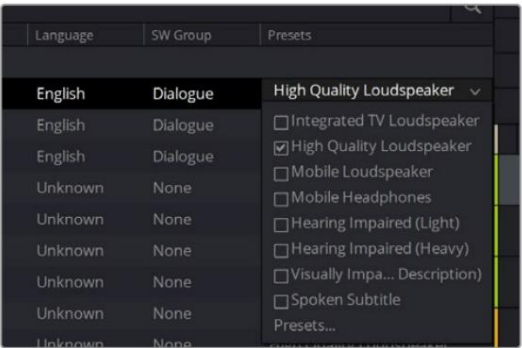 Language SW Group Presets
English Dialogue High Quality Loudspeaker
English Dialogue Integrated TV Loudspeaker
English Dialogue High Quality Loudspeaker
Unknown None Mobile Loudspeaker
Unknown None Mobile Headphones
Unknown None Hearing Impaired (Light)
Unknown None Hearing Impaired (Heavy)
Unknown None Visually Impa... Description)
Unknown None Spoken Subtitle
Presets...